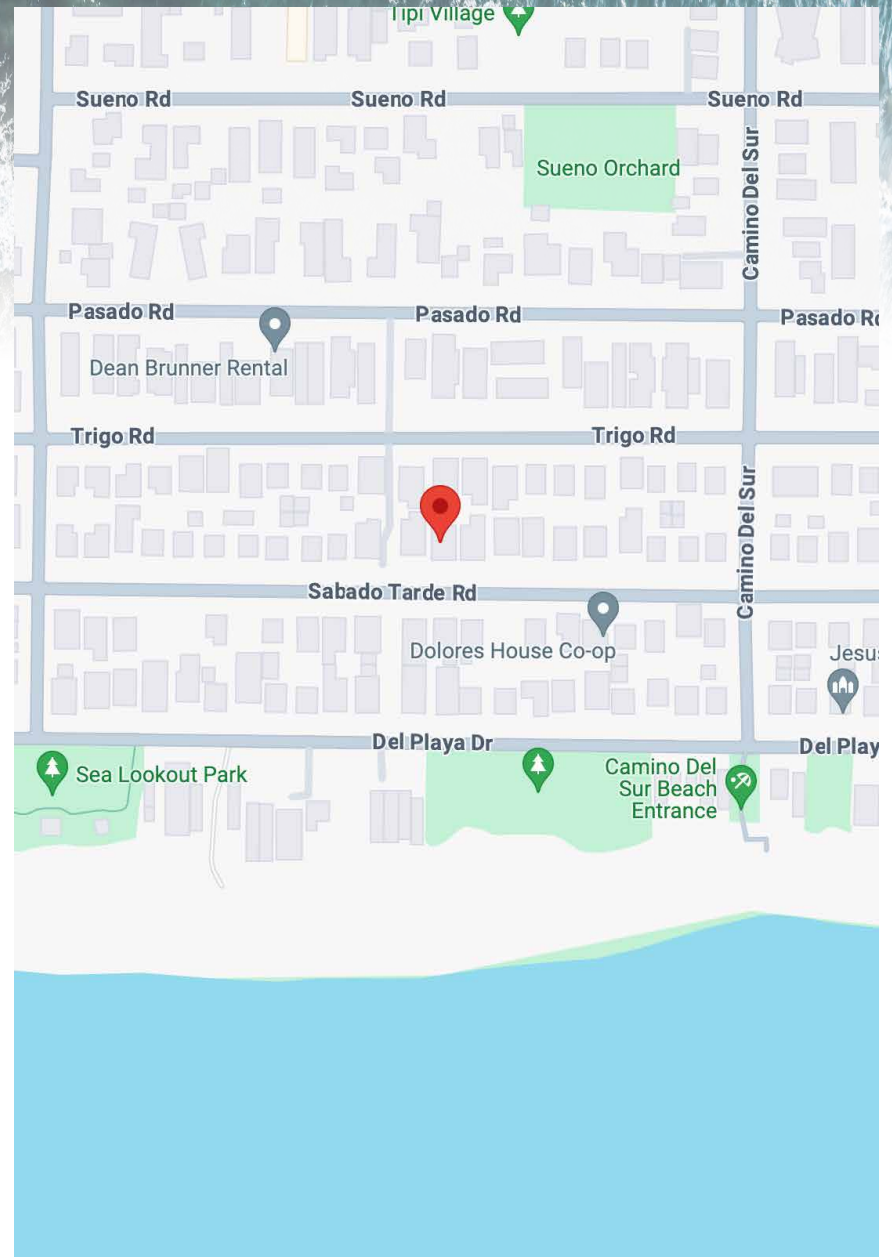 Tipi Village
Sueno Rd
Sueno Rd
Sueno Rd
Sueno Orchard
Camino Del Sur
Pasado Rd
Pasado Rd
Pasado Rd
Dean Brunner Rental
Trigo Rd
Trigo Rd
Camino Del Sur
Sabado Tarde Rd
Dolores House Co-op
Jesu
Del Playa Dr
Del Play
Sea Lookout Park
Camino Del
Sur Beach
Entrance